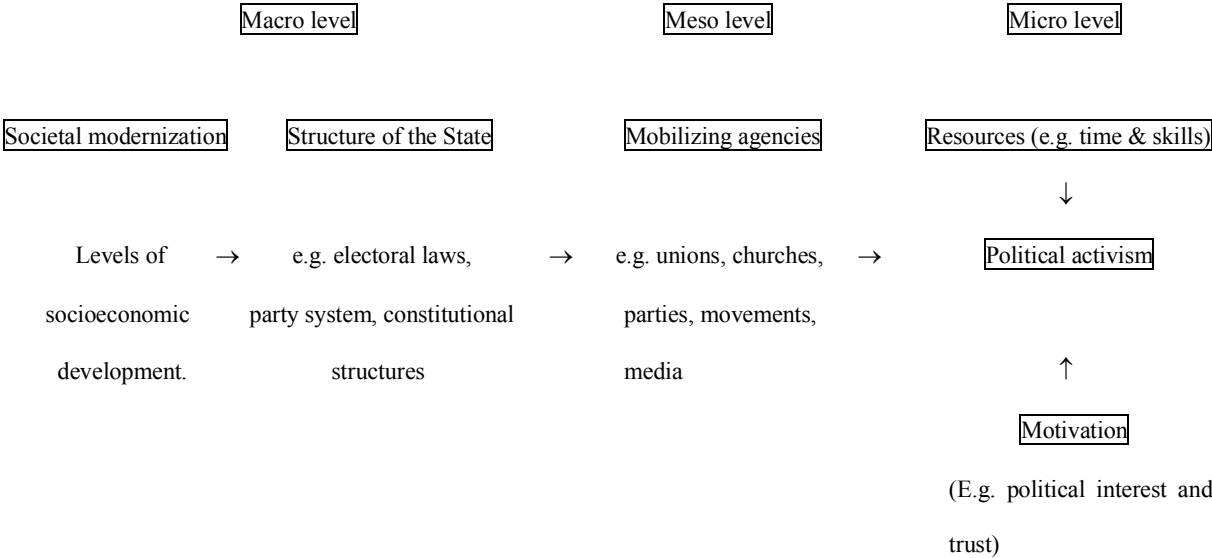 Macro level Meso level Micro level
Societal modernization Structure of the State Mobilizing agencies Resources (e.g. time & skills)
↓
Levels of → e.g. electoral laws, → e.g. unions, churches, → Political activism
socioeconomic party system, constitutional parties, movements,
development. structures media ↑
Motivation
(E.g. political interest and
trust)